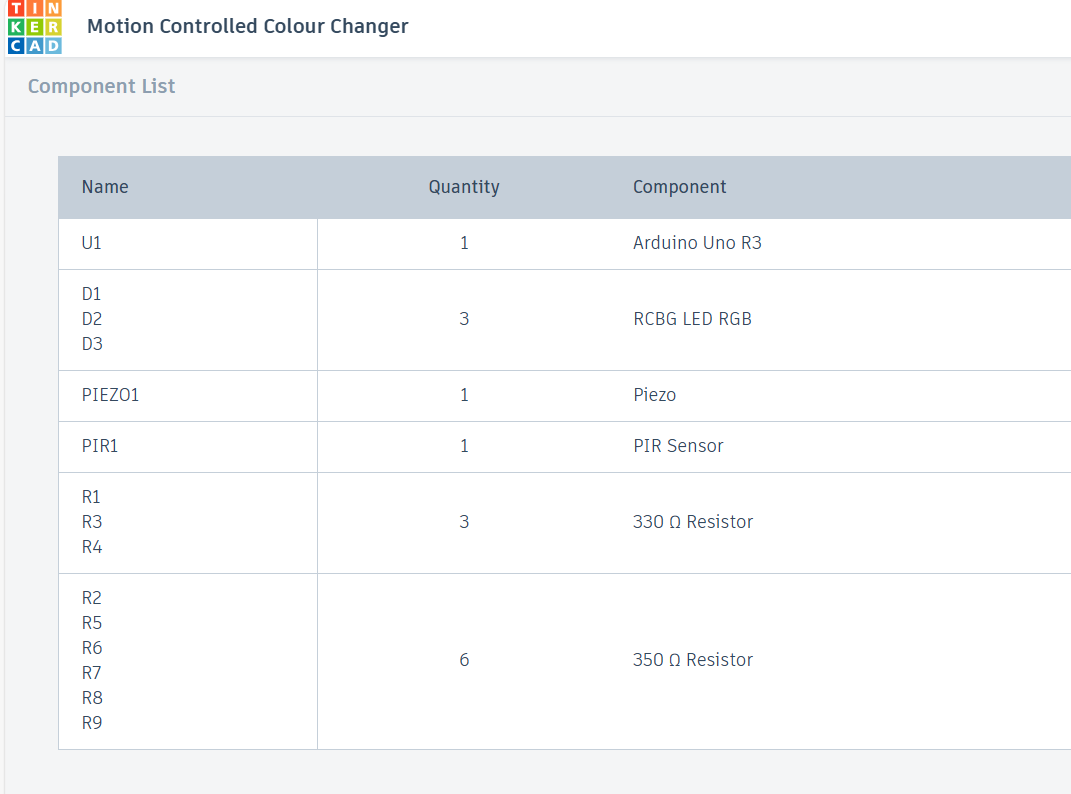 TIN
KER
CAD
Motion Controlled Colour Changer
Component List
Name Quantity Component
U1 1 Arduino Uno R3
D1
D2 3 RCBG LED RGB
D3
PIEZO1 1 Piezo
PIR1 1 PIR Sensor
R1
R3 3 330 Ω Resistor
R4
R2
R5
R6
6 350 Ω Resistor
R7
R8
R9